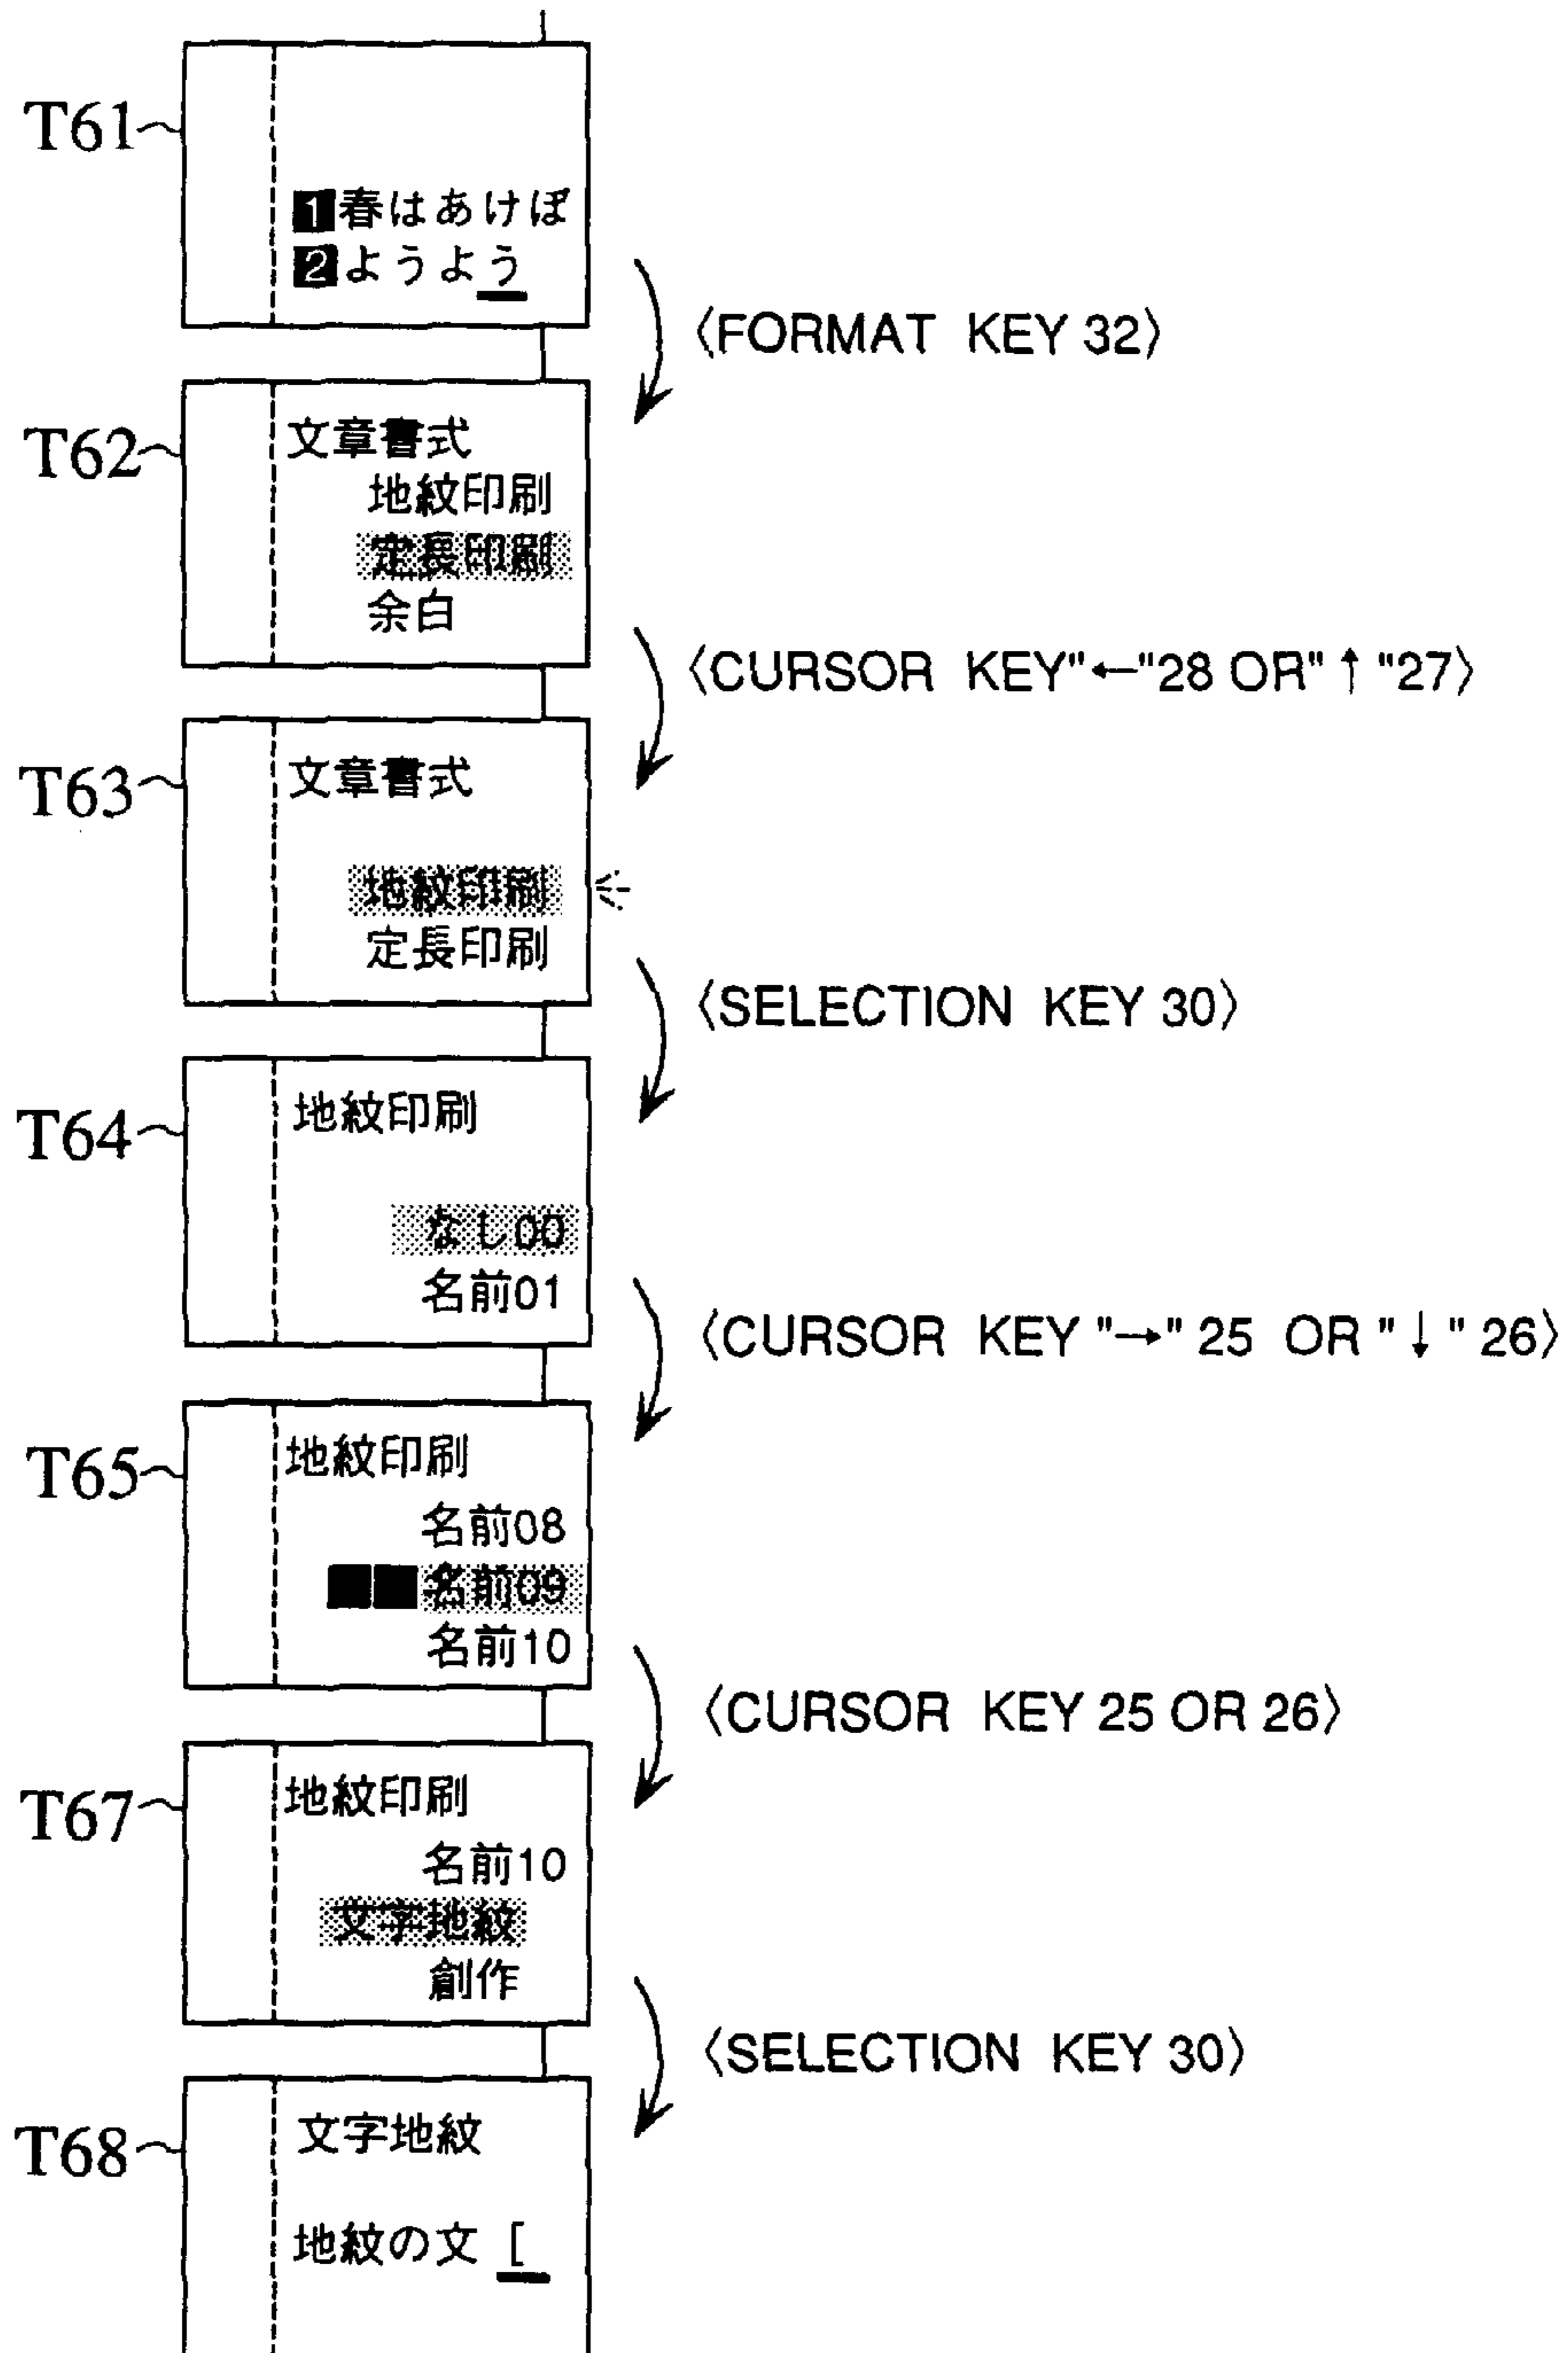 T61
1春はあけぼ
2ようよう
〈FORMAT KEY 32〉
T62
文章書式
地紋印刷
定長印刷
余白
〈CURSOR KEY"←"28 OR"↑"27〉
T63
文章書式
地紋印刷
定長印刷
〈SELECTION KEY 30〉
T64
地紋印刷
なし00
名前01
〈CURSOR KEY "→" 25 OR "↓" 26〉
T65
地紋印刷
名前08
名前09
名前10
〈CURSOR KEY 25 OR 26〉
T67
地紋印刷
名前10
文字地紋
創作
〈SELECTION KEY 30〉
T68
文字地紋
地紋の文 [